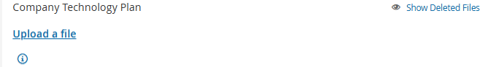 Company Technology Plan
Show Deleted Files
Upload a file